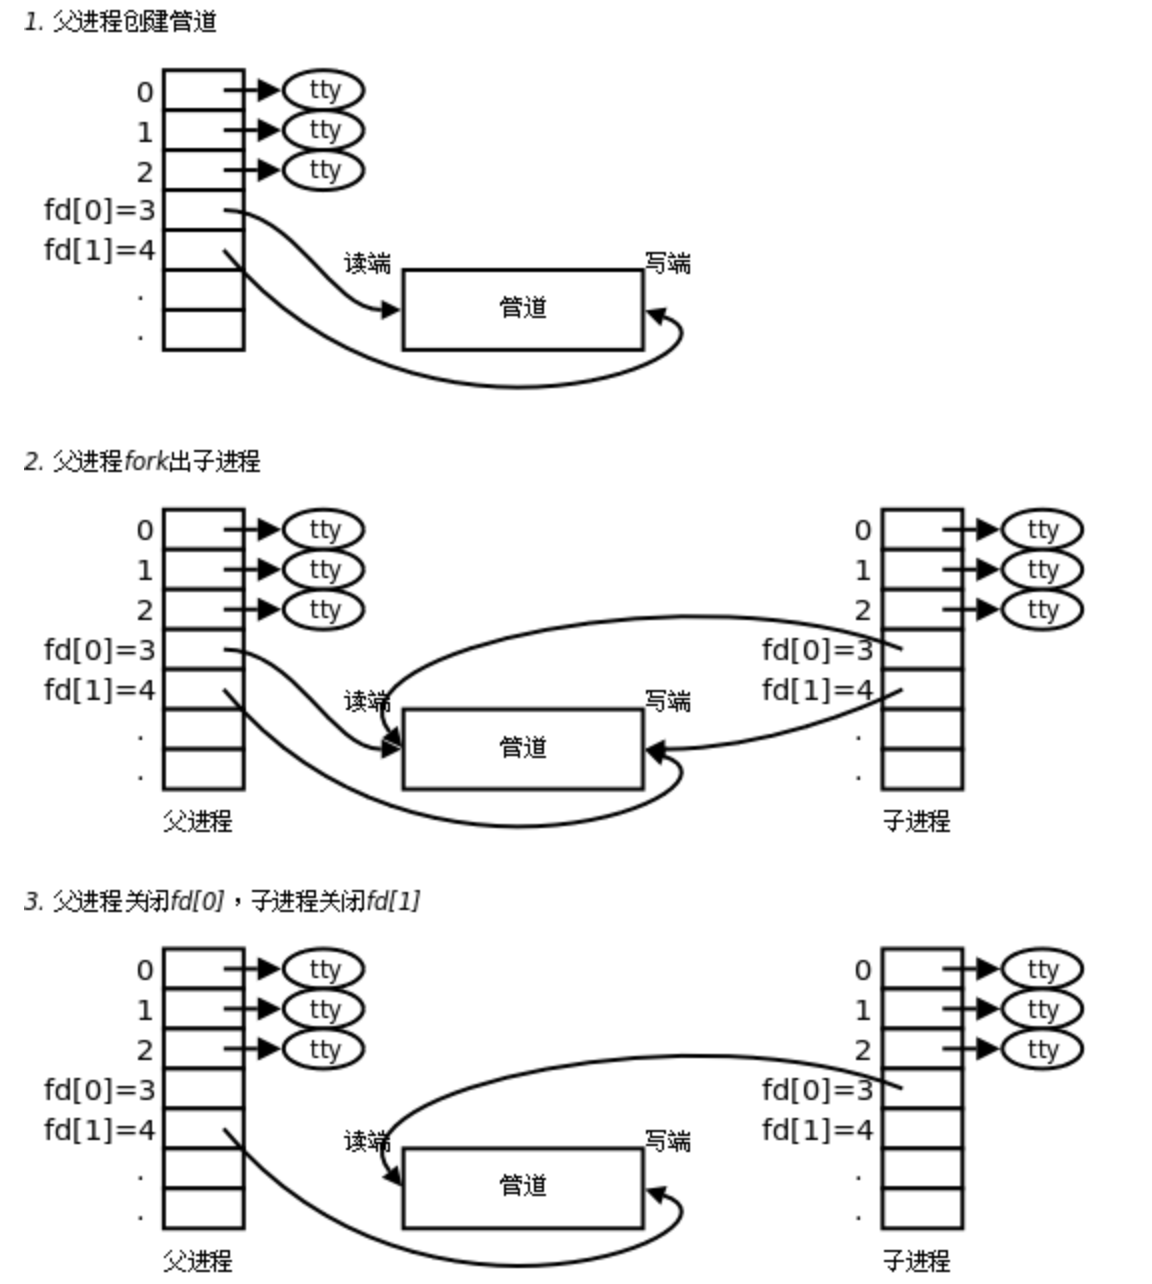 1. 父进程创建管道
0 tty
1 tty
2 tty
fd[0]=3
fd[1]=4
读端 写端
.
管道
.
2. 父进程fork出子进程
0 tty 0 tty
1 tty 1 tty
2 tty 2 tty
fd[0]=3 fd[0]=3
fd[1]=4 读端 写端 fd[1]=4
. 管道 .
. .
父进程 子进程
3. 父进程关闭fd[0]，子进程关闭fd[1]
0 tty 0 tty
1 tty 1 tty
2 tty 2 tty
fd[0]=3 fd[0]=3
fd[1]=4 读端 写端 fd[1]=4
. 管道 .
. .
父进程 子进程